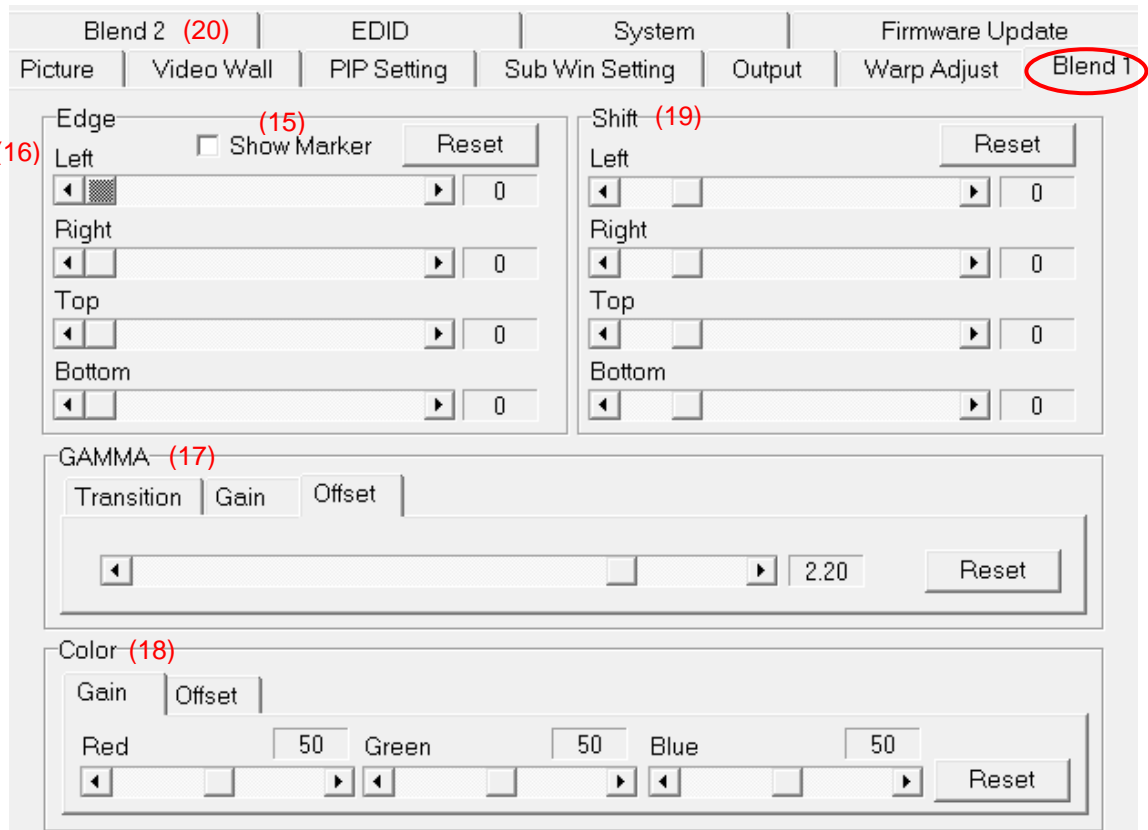 Blend 2 (20) EDID System Firmware Update
Picture Video Wall PIP Setting Sub Win Setting Output Warp Adjust Blend 1
Edge (15) Shift (19)
(16) Left Show Marker Reset Left Reset
0 0
Right Right
0 0
Top Top
0 0
Bottom Bottom
0 0
GAMMA (17)
Transition Gain Offset
2.20 Reset
Color (18)
Gain Offset
Red 50 Green 50 Blue 50
Reset